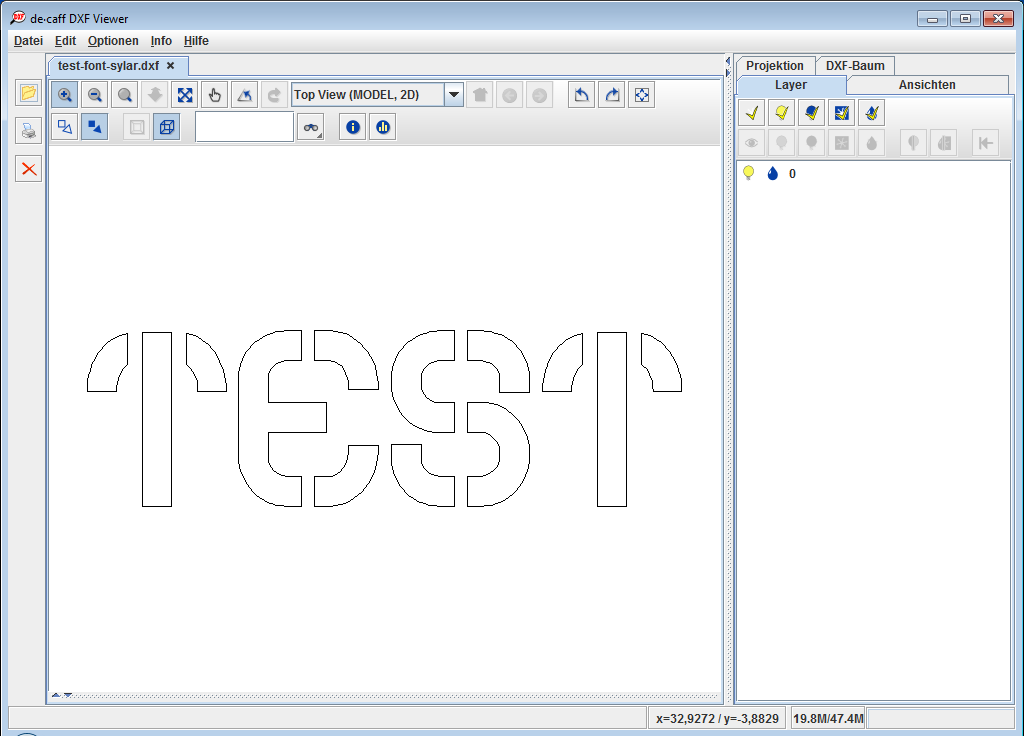 de·caff DXF Viewer
Datei Edit Optionen Info Hilfe
test-font-sylar.dxf
Projektion DXF-Baum
Layer Ansichten
Top View (MODEL, 2D)
0
TEST
x=32,9272 / y=-3,8829 19.8M/47.4M